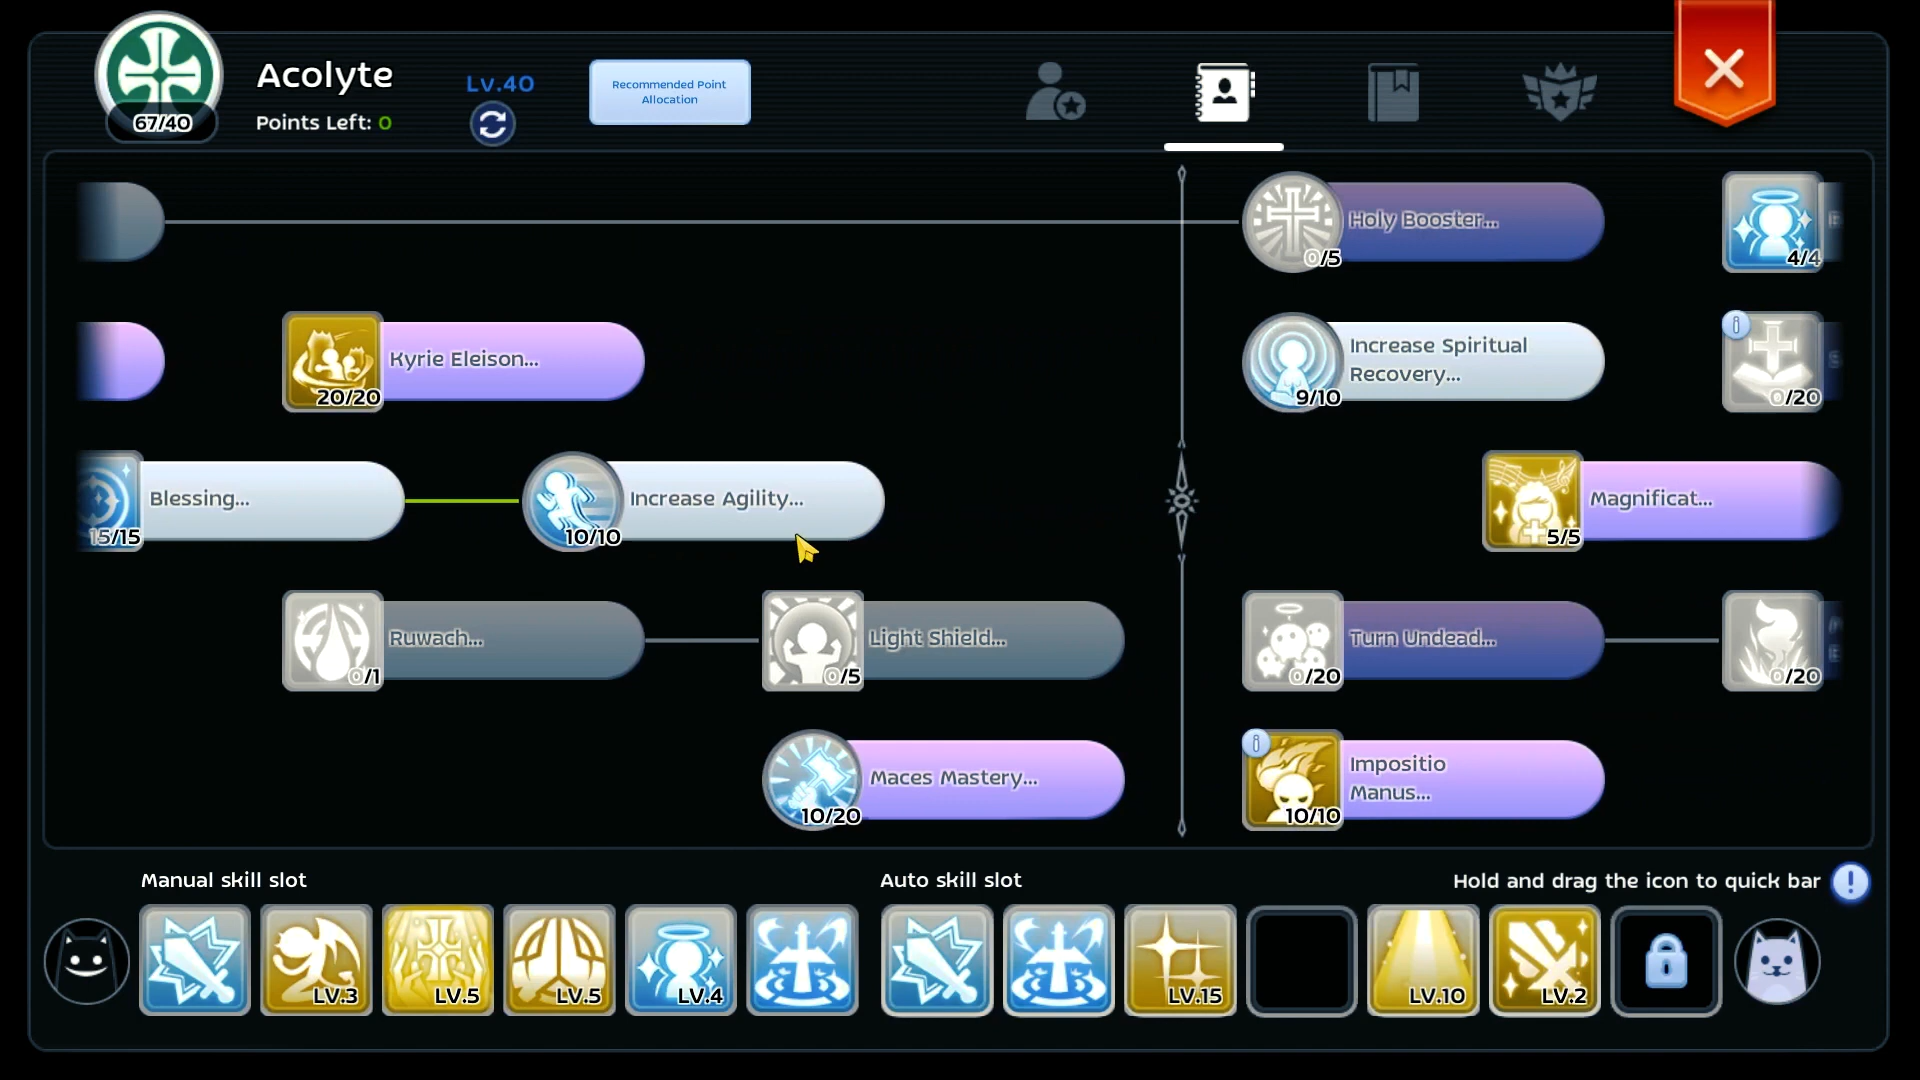 Acolyte
67/40
Points Left: 0
Lv.40
Recommended Point
Allocation
Holy Booster...
0/5
4/4
Kyrie Eleison...
20/20
Increase Spiritual
Recovery...
9/10
0/20
Blessing...
15/15
Increase Agility...
10/10
Magnificat...
5/5
Ruwach...
0/1
Light Shield...
0/5
Turn Undead...
0/20
0/20
Maces Mastery...
10/20
Impositio
Manus...
10/10
Manual skill slot
Auto skill slot
Hold and drag the icon to quick bar
LV.3
LV.5
LV.5
LV.4
LV.15
LV.10
LV.2